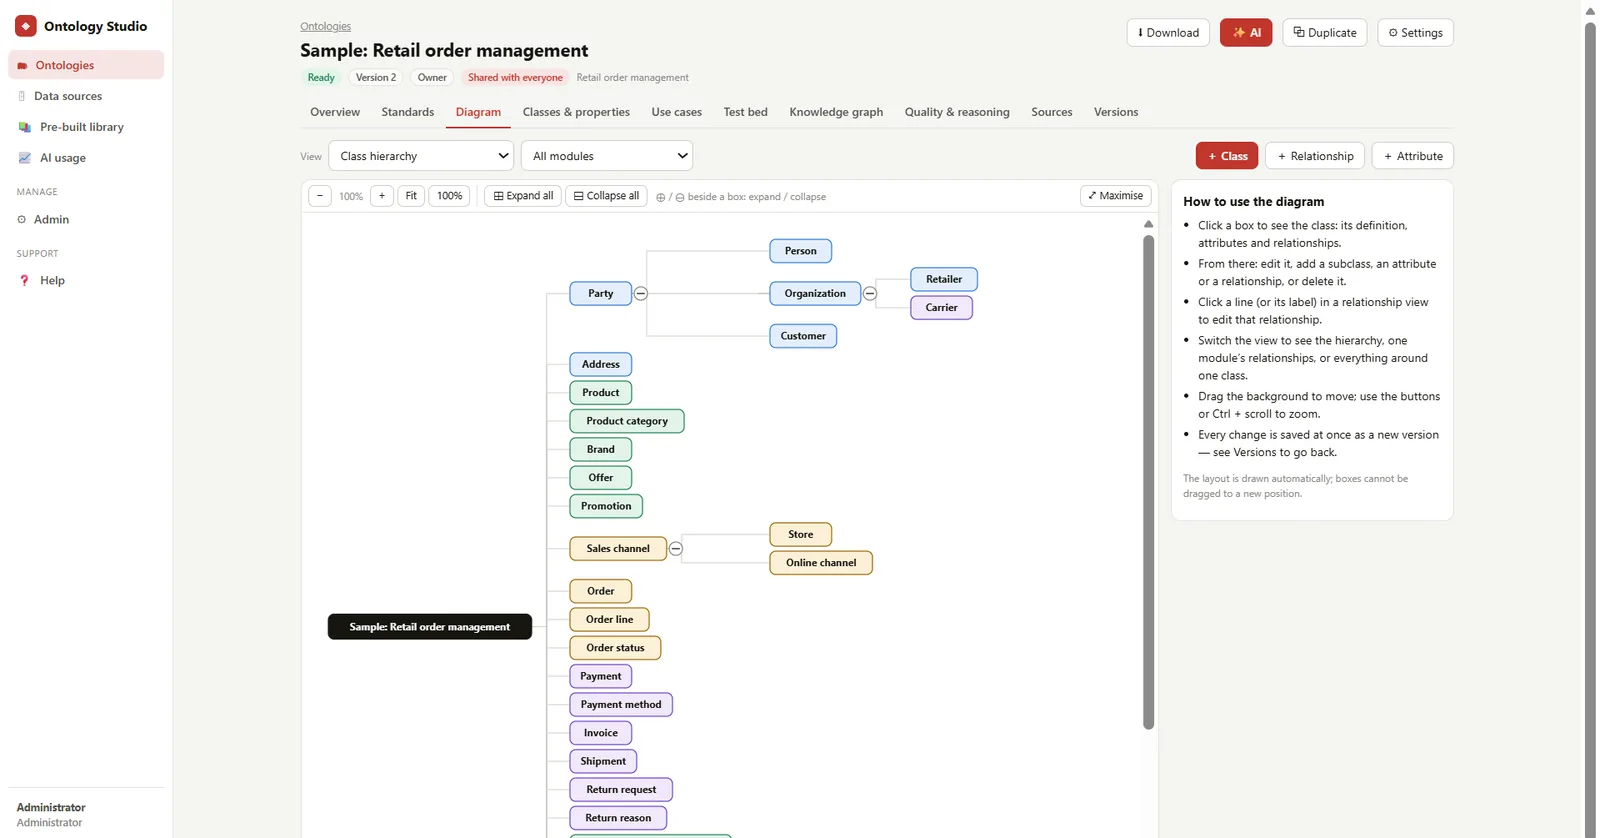 Ontology Studio
Ontologies
Data sources
Pre-built library
AI usage
MANAGE
Admin
SUPPORT
Help
Administrator
Administrator
Ontologies
Sample: Retail order management
Ready
Version 2
Owner
Shared with everyone
Retail order management
Download
AI
Duplicate
Settings
Overview
Standards
Diagram
Classes & properties
Use cases
Test bed
Knowledge graph
Quality & reasoning
Sources
Versions
View
Class hierarchy
All modules
+ Class
+ Relationship
+ Attribute
−
100%
+
Fit
100%
Expand all
Collapse all
⊕ / ⊖ beside a box: expand / collapse
Maximise
Person
Party
Organization
Retailer
Carrier
Customer
Address
Product
Product category
Brand
Offer
Promotion
Sales channel
Store
Online channel
Order
Order line
Sample: Retail order management
Order status
Payment
Payment method
Invoice
Shipment
Return request
Return reason
How to use the diagram
• Click a box to see the class: its definition,
attributes and relationships.
• From there: edit it, add a subclass, an attribute
or a relationship, or delete it.
• Click a line (or its label) in a relationship view
to edit that relationship.
• Switch the view to see the hierarchy, one
module's relationships, or everything around
one class.
• Drag the background to move; use the buttons
or Ctrl + scroll to zoom.
• Every change is saved at once as a new version
— see Versions to go back.
The layout is drawn automatically; boxes cannot be
dragged to a new position.